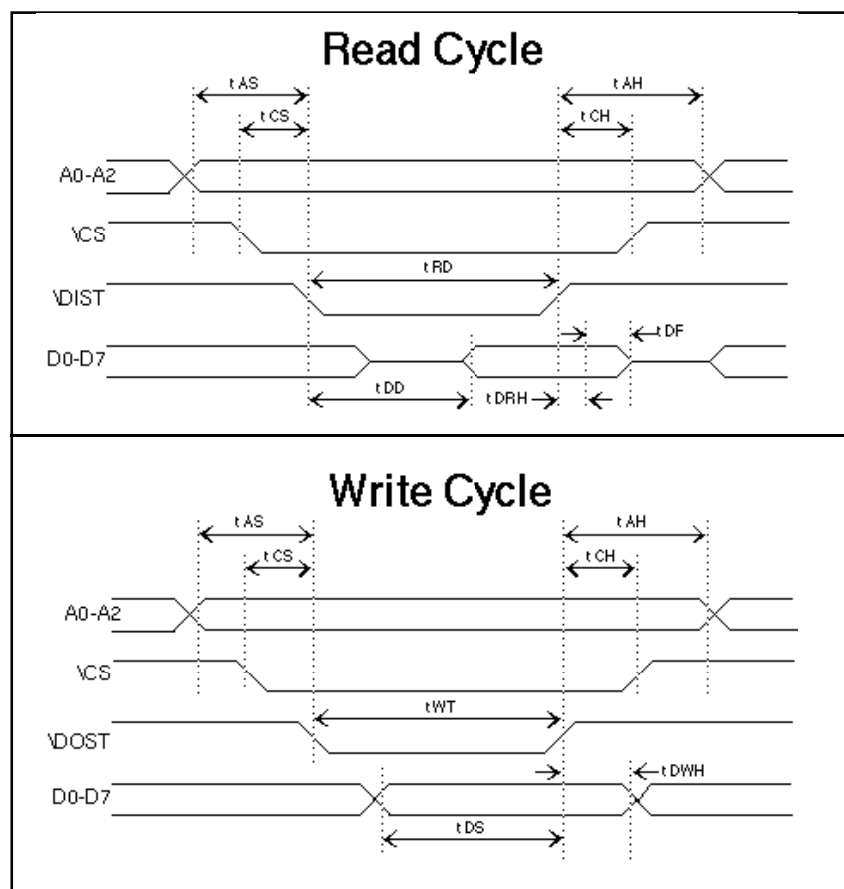 Read Cycle
t AS
t AH
t CS
t CH
A0-A2
\CS
t RD
\DIST
t DF
D0-D7
t DD
t DRH
Write Cycle
t AS
t AH
t CS
t CH
A0-A2
\CS
t WT
\DOST
t DWH
D0-D7
t DS